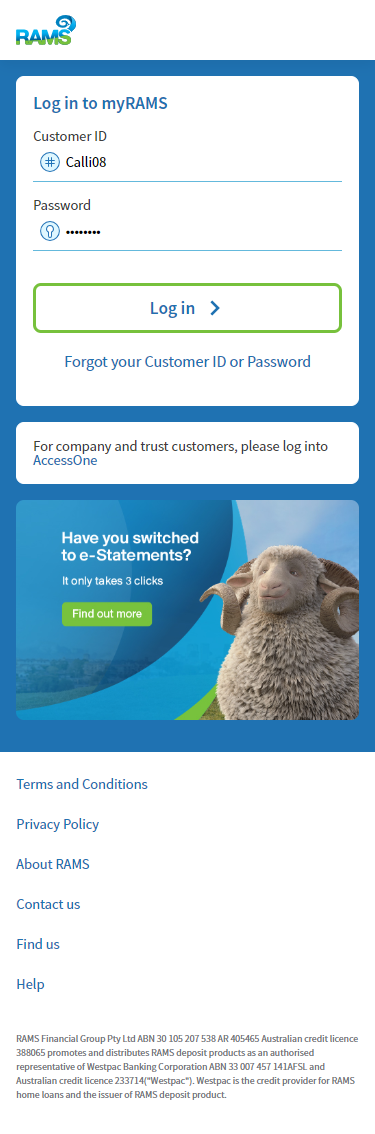 RAMS
Log in to myRAMS
Customer ID
Calli08
Password
••••••••
Log in
Forgot your Customer ID or Password
For company and trust customers, please log into
AccessOne
Have you switched
to e-Statements?
It only takes 3 clicks
Find out more
Terms and Conditions
Privacy Policy
About RAMS
Contact us
Find us
Help
RAMS Financial Group Pty Ltd ABN 30 105 207 538 AR 405465 Australian credit licence
388065 promotes and distributes RAMS deposit products as an authorised
representative of Westpac Banking Corporation ABN 33 007 457 141AFSL and
Australian credit licence 233714("Westpac"). Westpac is the credit provider for RAMS
home loans and the issuer of RAMS deposit product.